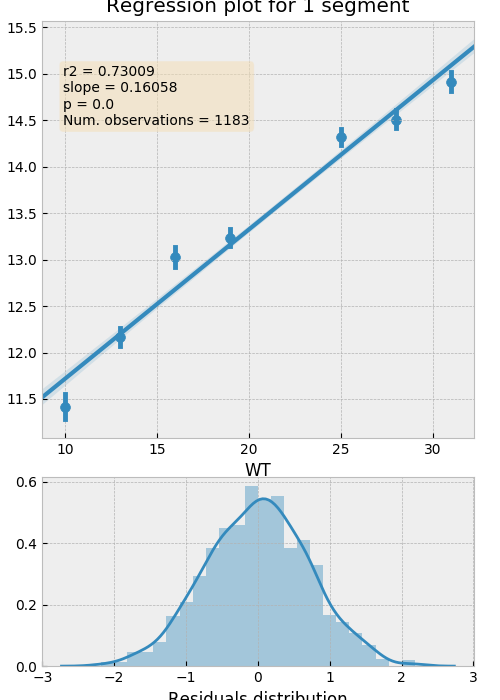 Regression plot for 1 segment
15.5
15.0
14.5
14.0
13.5
13.0
12.5
12.0
11.5
r2 = 0.73009
slope = 0.16058
p = 0.0
Num. observations = 1183
10 15 20 25 30
WT
0.6
0.4
0.2
0.0
−3 −2 −1 0 1 2 3
Residuals distribution